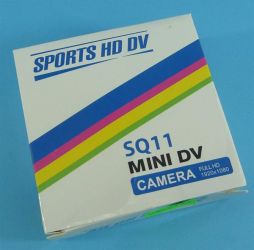 SPORTS HD DV
SQ11
MINI DV
CAMERA
FULL HD
1920x1080